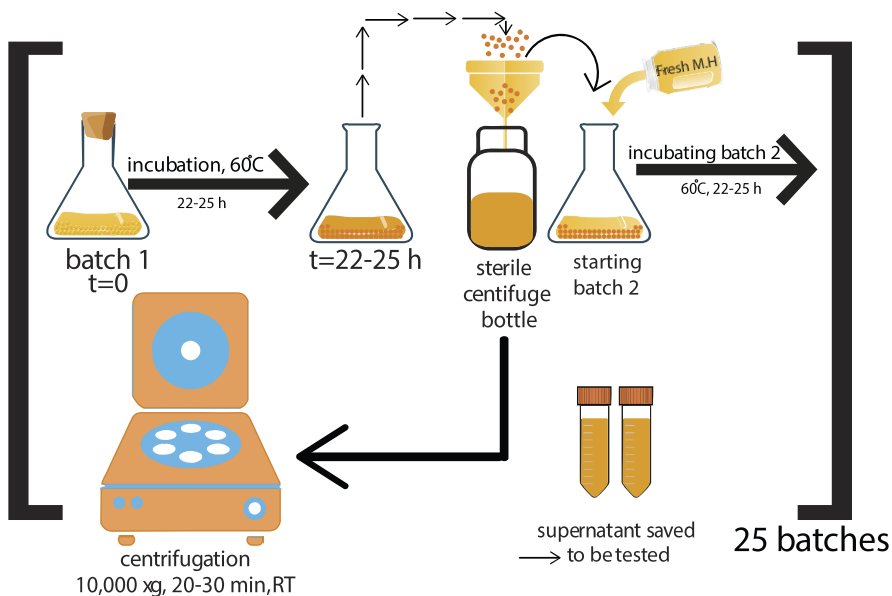 Fresh M.H
incubation, 60°C
22-25 h
incubating batch 2
60°C, 22-25 h
batch 1
t=0
t=22-25 h
sterile
centifuge
bottle
starting
batch 2
supernatant saved
to be tested
25 batches
centrifugation
10,000 xg, 20-30 min,RT